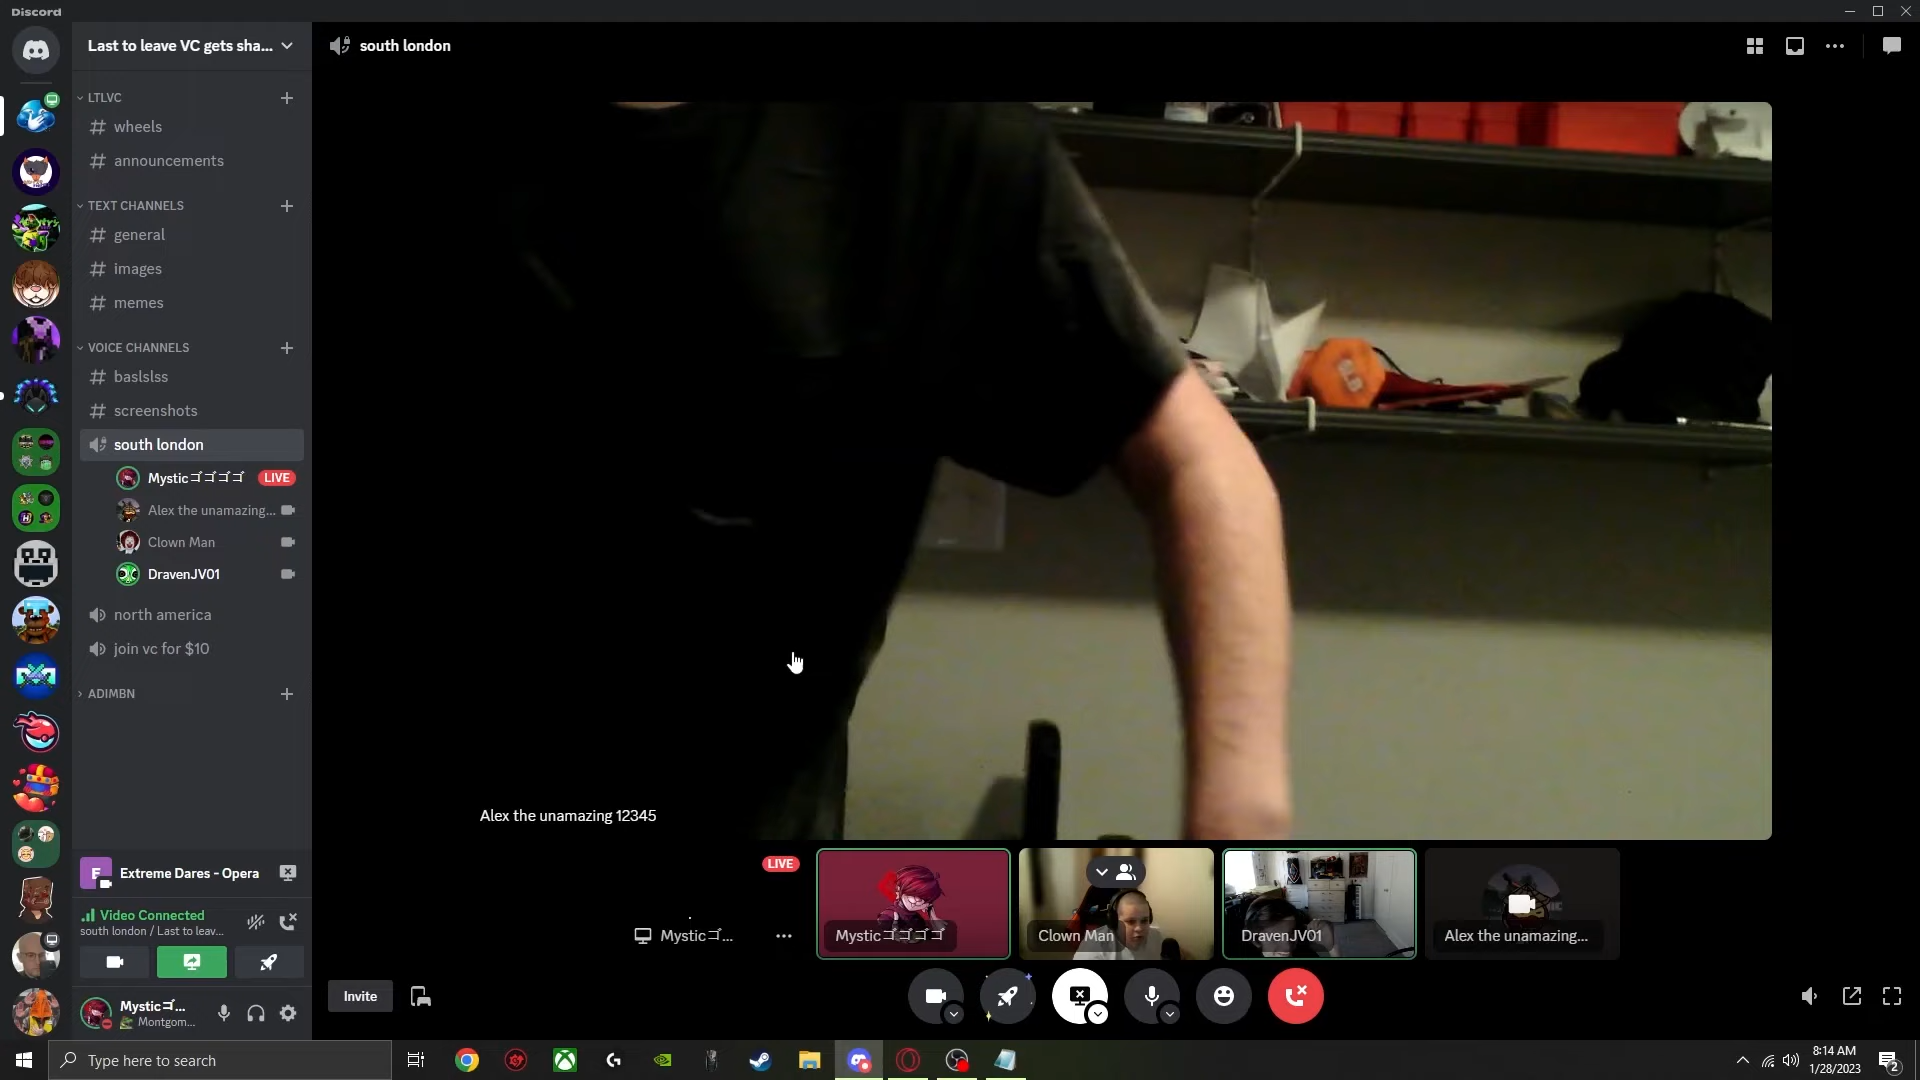 Discord
Last to leave VC gets sha...
south london
LTLVC
wheels
announcements
TEXT CHANNELS
general
images
memes
VOICE CHANNELS
baslslss
screenshots
south london
Mysticゴゴゴゴ LIVE
Alex the unamazing...
Clown Man
DravenJV01
north america
join vc for $10
ADIMBN
Alex the unamazing 12345
LIVE
Mysticゴ...
Mysticゴゴゴゴ
Clown Man
DravenJV01
Alex the unamazing...
Extreme Dares - Opera
Video Connected
south london / Last to leav...
Mysticゴ...
Montgom...
Invite
Type here to search
8:14 AM
1/28/2023
2